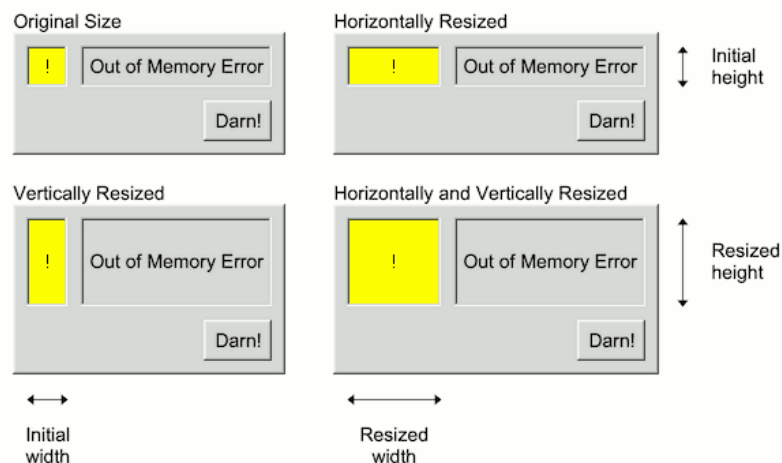 Original Size
!
Out of Memory Error
Darn!
Horizontally Resized
!
Out of Memory Error
Darn!
Initial
height
Vertically Resized
!
Out of Memory Error
Darn!
Horizontally and Vertically Resized
!
Out of Memory Error
Darn!
Resized
height
Initial
width
Resized
width